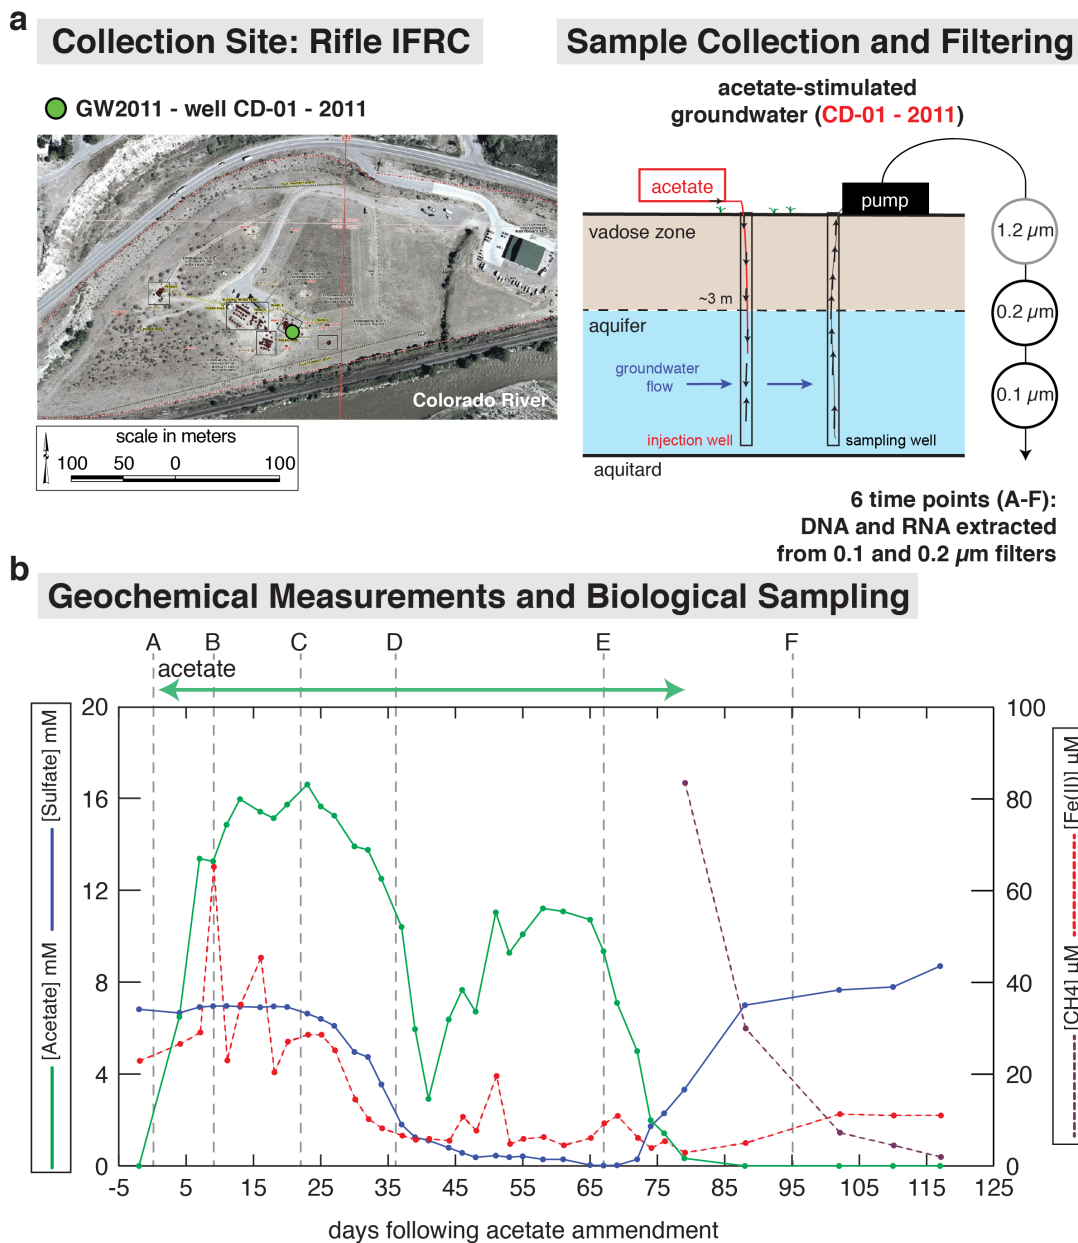 a
Collection Site: Rifle IFRC
GW2011 - well CD-01 - 2011
Colorado River
scale in meters
100 50 0 100
Sample Collection and Filtering
acetate-stimulated
groundwater (CD-01 - 2011)
acetate
pump
vadose zone
1.2 µm
~3 m
0.2 µm
aquifer
groundwater
flow
0.1 µm
injection well
sampling well
aquitard
6 time points (A-F):
DNA and RNA extracted
from 0.1 and 0.2 µm filters
b
Geochemical Measurements and Biological Sampling
A B C D E F
acetate
[Sulfate] mM
[Acetate] mM
20
16
12
8
4
0
100
80
60
40
20
0
[Fe(II)] µM
[CH4] µM
-5 5 15 25 35 45 55 65 75 85 95 105 115 125
days following acetate ammendment